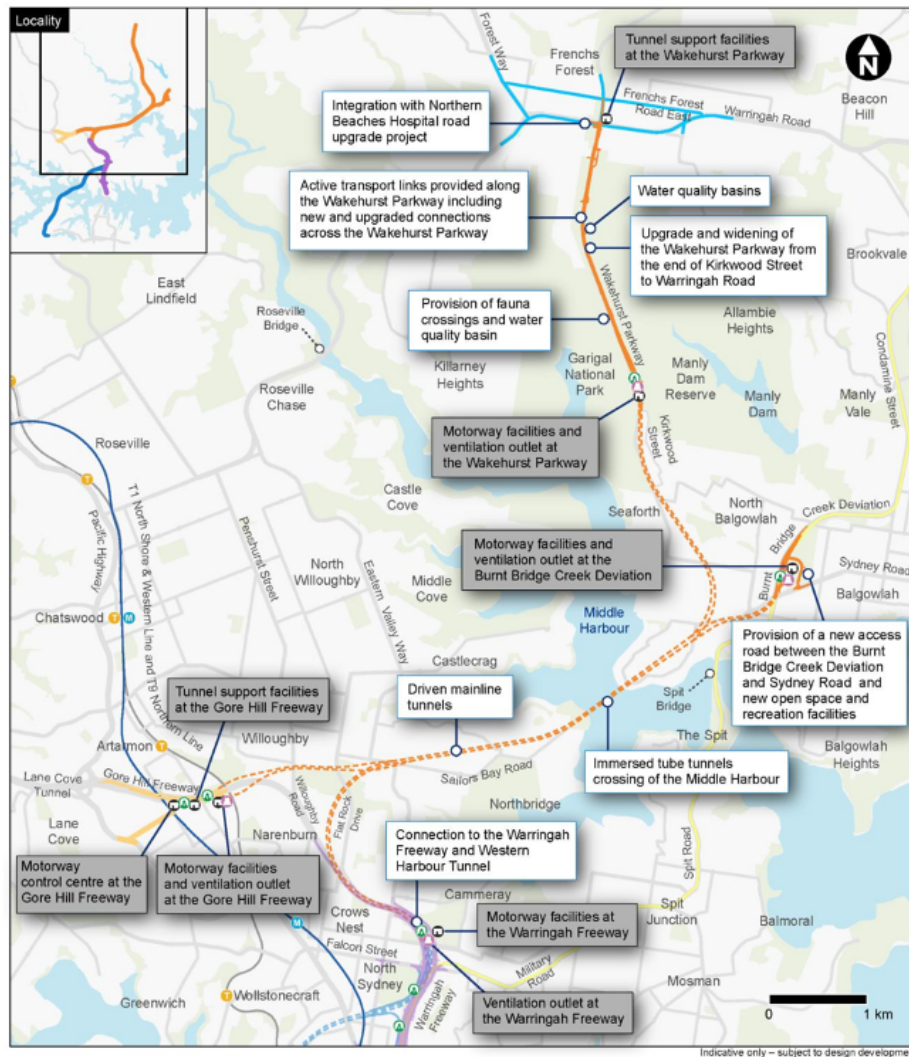 Locality
N
Forest Way
Frenchs
Forest
Tunnel support facilities
at the Wakehurst Parkway
Frenchs Forest
Road East
Warringah Road
Beacon
Hill
Integration with Northern
Beaches Hospital road
upgrade project
Active transport links provided along
the Wakehurst Parkway including
new and upgraded connections
across the Wakehurst Parkway
Water quality basins
Upgrade and widening of
the Wakehurst Parkway from
the end of Kirkwood Street
to Warringah Road
Brookvale
East
Lindfield
Roseville
Bridge
Provision of fauna
crossings and water
quality basin
Wakehurst Parkway
Allambie
Heights
Condamine Street
Killarney
Heights
Garigal
National
Park
Manly
Dam
Reserve
Manly
Dam
Manly
Vale
Roseville
Chase
Roseville
T
Motorway facilities and
ventilation outlet at
the Wakehurst Parkway
Kirkwood
Street
Castle
Cove
Seaforth
North
Balgowlah
Burnt
Bridge
Creek Deviation
T1 North Shore & Western Line and T9 Northern Line
Pacific Highway
Penshurst Street
North
Willoughby
Eastern
Valley Way
Middle
Cove
Motorway facilities and
ventilation outlet at the
Burnt Bridge Creek Deviation
Sydney Road
Balgowlah
Chatswood
T
M
Middle
Harbour
Castlecrag
Provision of a new access
road between the Burnt
Bridge Creek Deviation
and Sydney Road and
new open space and
recreation facilities
Tunnel support facilities
at the Gore Hill Freeway
Driven mainline
tunnels
Spit
Bridge
The Spit
Willoughby
Artarmon
T
Immersed tube tunnels
crossing of the Middle Harbour
Balgowlah
Heights
Lane Cove
Tunnel
Gore Hill Freeway
Sailors Bay Road
Willoughby
Road
Flat Rock
Drive
Northbridge
Lane
Cove
Narenburn
Connection to the Warringah
Freeway and Western
Harbour Tunnel
Spit Road
Motorway
control centre at the
Gore Hill Freeway
Motorway facilities
and ventilation outlet
at the Gore Hill Freeway
M
Cammeray
Spit
Junction
Balmoral
Crows
Nest
Motorway facilities at
the Warringah Freeway
Falcon Street
North
Sydney
Military
Road
Mosman
Greenwich
T
Wollstonecraft
Warringah
Freeway
Ventilation outlet at
the Warringah Freeway
0
1 km
Indicative only – subject to design developme